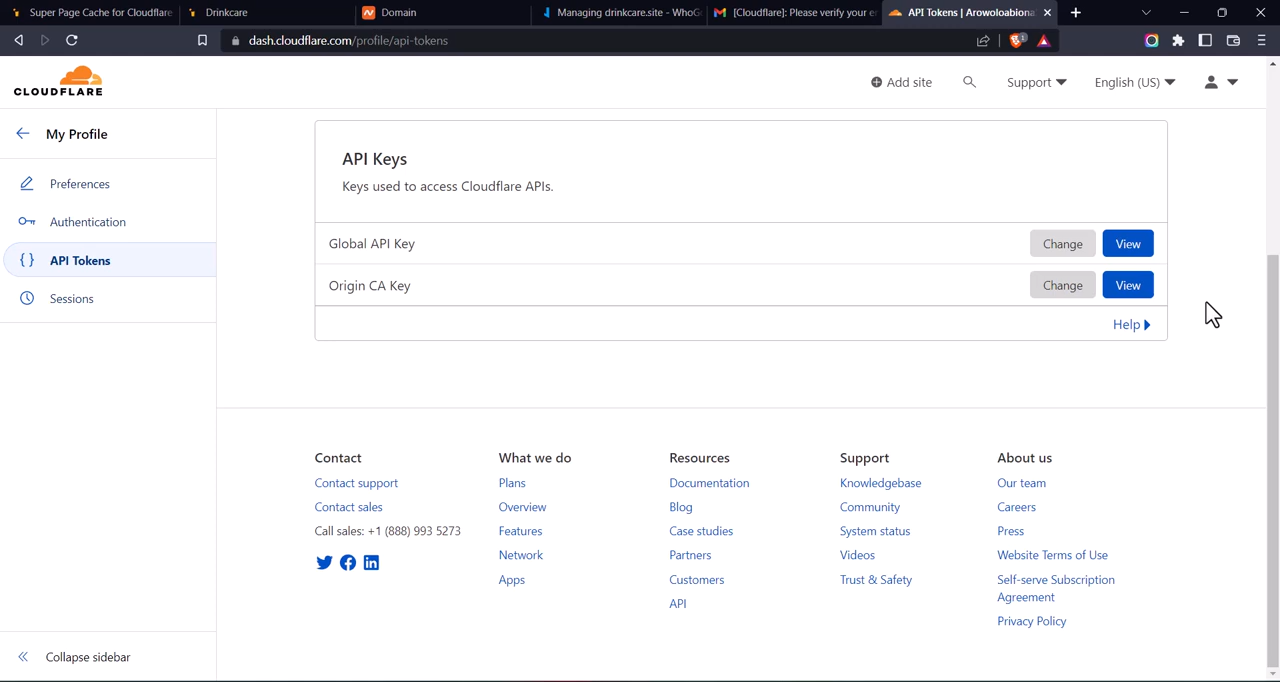 Super Page Cache for Cloudflare
Drinkcare
Domain
Managing drinkcare.site - WhoG
[Cloudflare]: Please verify your e
API Tokens | Arowoloabiona
dash.cloudflare.com/profile/api-tokens
1
CLOUDFLARE
Add site
Support
English (US)
My Profile
Preferences
Authentication
API Tokens
Sessions
Collapse sidebar
API Keys
Keys used to access Cloudflare APIs.
Global API Key
Change
View
Origin CA Key
Change
View
Help
Contact
Contact support
Contact sales
Call sales: +1 (888) 993 5273
What we do
Plans
Overview
Features
Network
Apps
Resources
Documentation
Blog
Case studies
Partners
Customers
API
Support
Knowledgebase
Community
System status
Videos
Trust & Safety
About us
Our team
Careers
Press
Website Terms of Use
Self-serve Subscription
Agreement
Privacy Policy